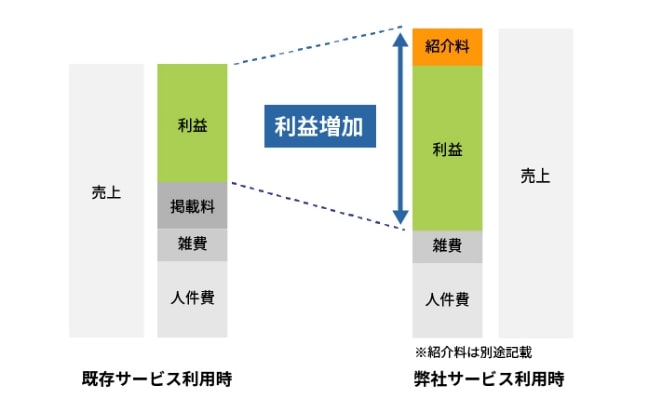 売上
利益
掲載料
雑費
人件費
既存サービス利用時
利益増加
紹介料
利益
雑費
人件費
売上
※紹介料は別途記載
弊社サービス利用時